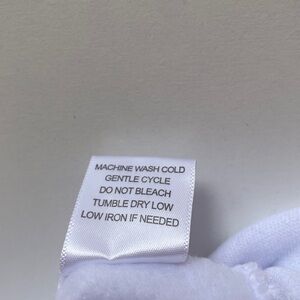 MACHINE WASH COLD
GENTLE CYCLE
DO NOT BLEACH
TUMBLE DRY LOW
LOW IRON IF NEEDED